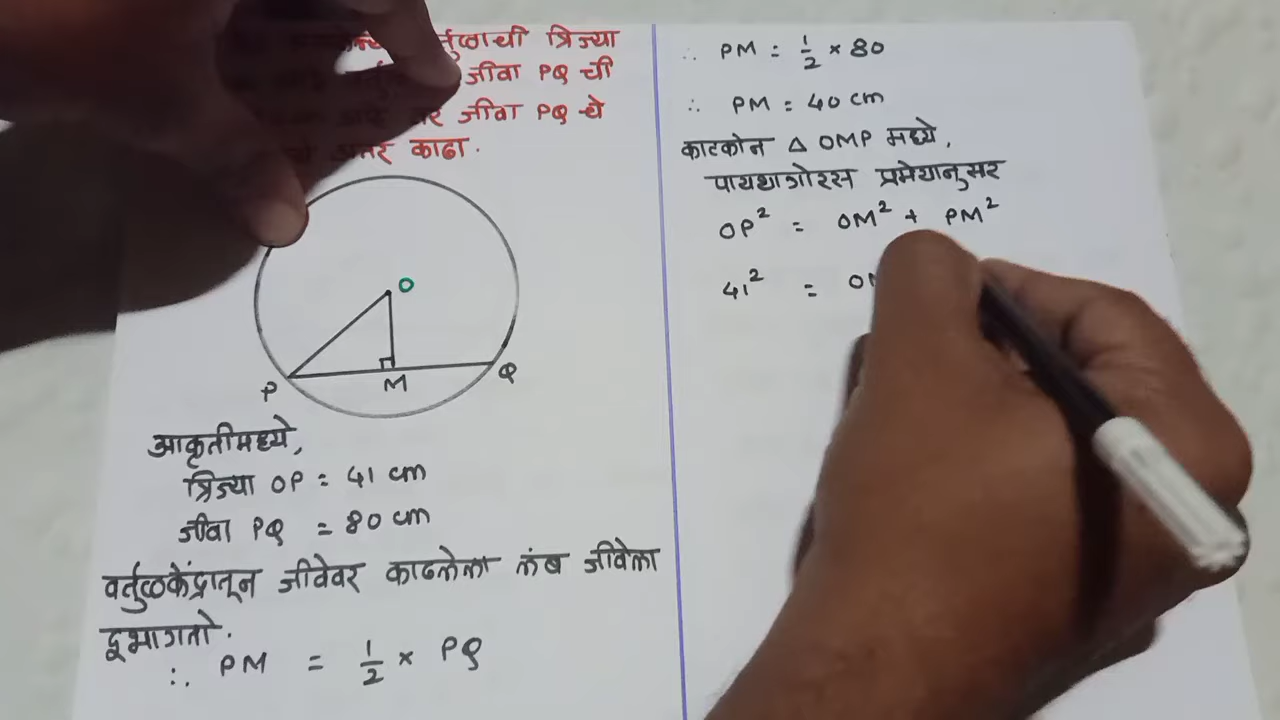 त्रिज्या
जीवा PQ ची
तर जीवा PQ चे
अंतर काढा.
O
P
M
Q
आकृतीमध्ये,
त्रिज्या OP = 41 cm
जीवा PQ = 80 cm
वर्तुळकेंद्रातून जीवेवर काढलेला लंब जीवेला
दुभागतो.
∴ PM = 1/2 × PQ
∴ PM = 1/2 × 80
∴ PM = 40 cm
काटकोन △ OMP मध्ये,
पायथागोरस प्रमेयानुसार
OP² = OM² + PM²
41² =